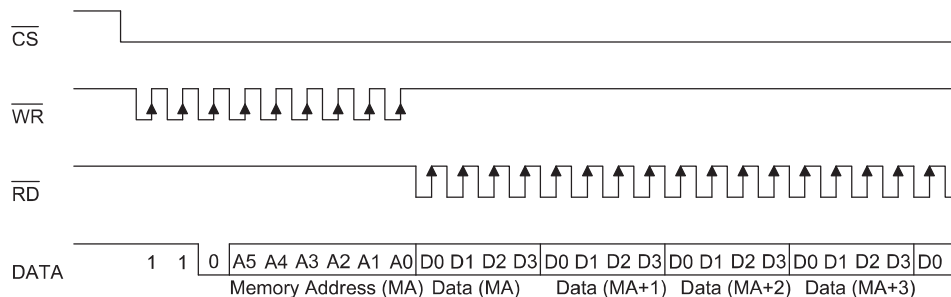 CS
WR
RD
DATA 1 1 0 A5 A4 A3 A2 A1 A0 D0 D1 D2 D3 D0 D1 D2 D3 D0 D1 D2 D3 D0 D1 D2 D3 D0
Memory Address (MA) Data (MA) Data (MA+1) Data (MA+2) Data (MA+3)